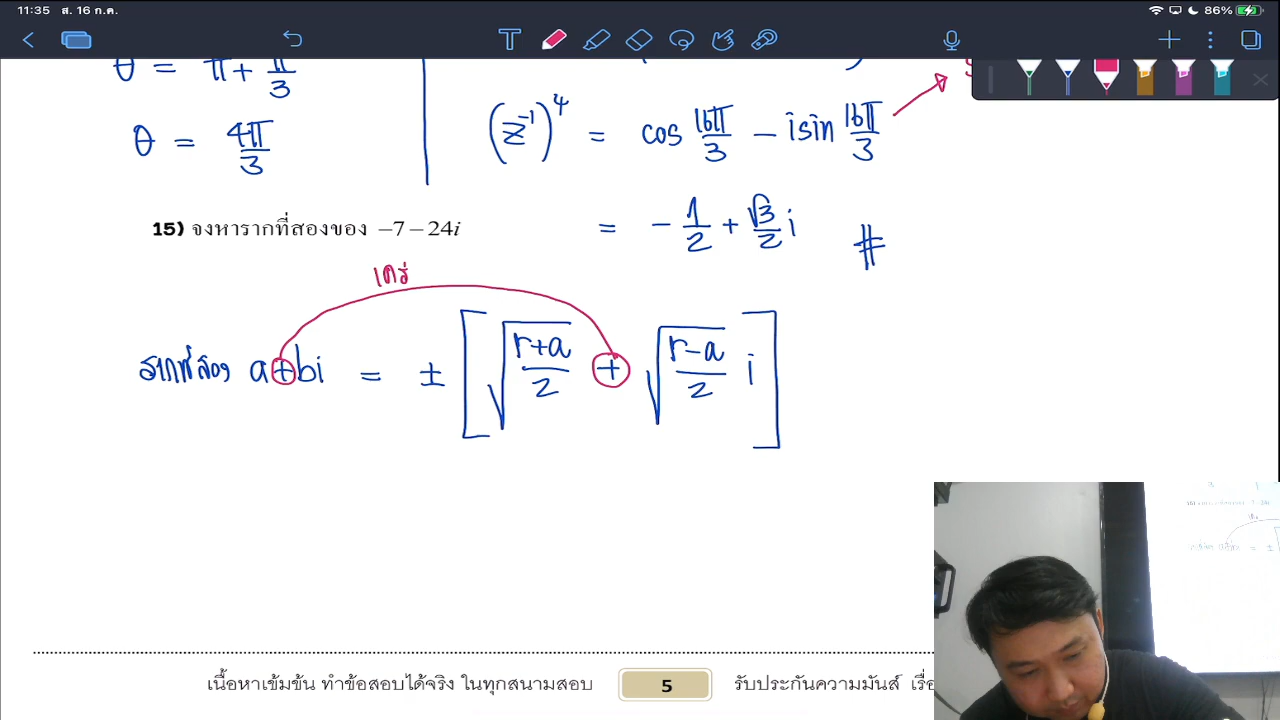 11:35 ส. 16 ก.ค. 86%
θ = π + π/3
θ = 4π/3
(z⁻¹)⁴ = cos 16π/3 − isin 16π/3
= −1/2 + √3/2 i #
15) จงหารากที่สองของ −7 − 24i
เครื่อง
รากที่สอง a + bi = ± [√((r+a)/2) + √((r−a)/2) i]
เนื้อหาเข้มข้น ทำข้อสอบได้จริง ในทุกสนามสอบ 5 รับประกันความมันส์ เรื่อ